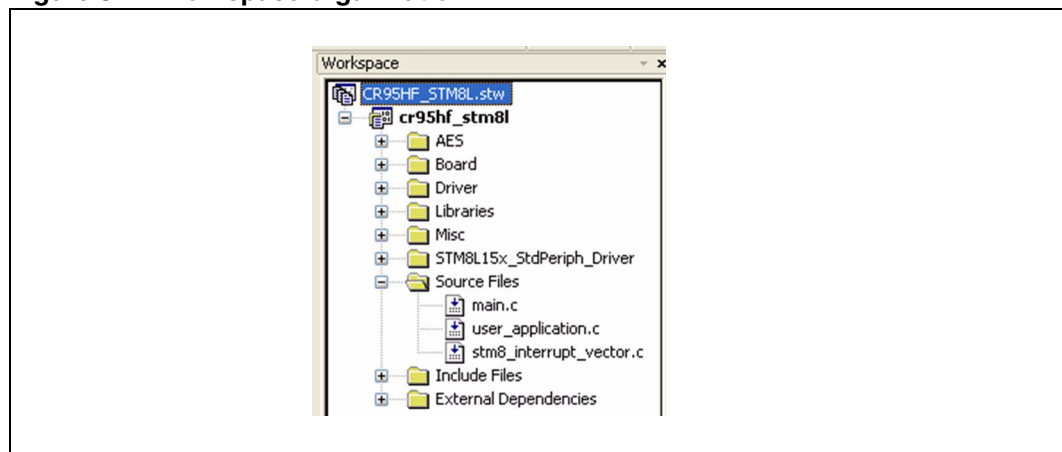 Workspace
CR95HF_STM8L.stw
cr95hf_stm8l
AES
Board
Driver
Libraries
Misc
STM8L15x_StdPeriph_Driver
Source Files
main.c
user_application.c
stm8_interrupt_vector.c
Include Files
External Dependencies